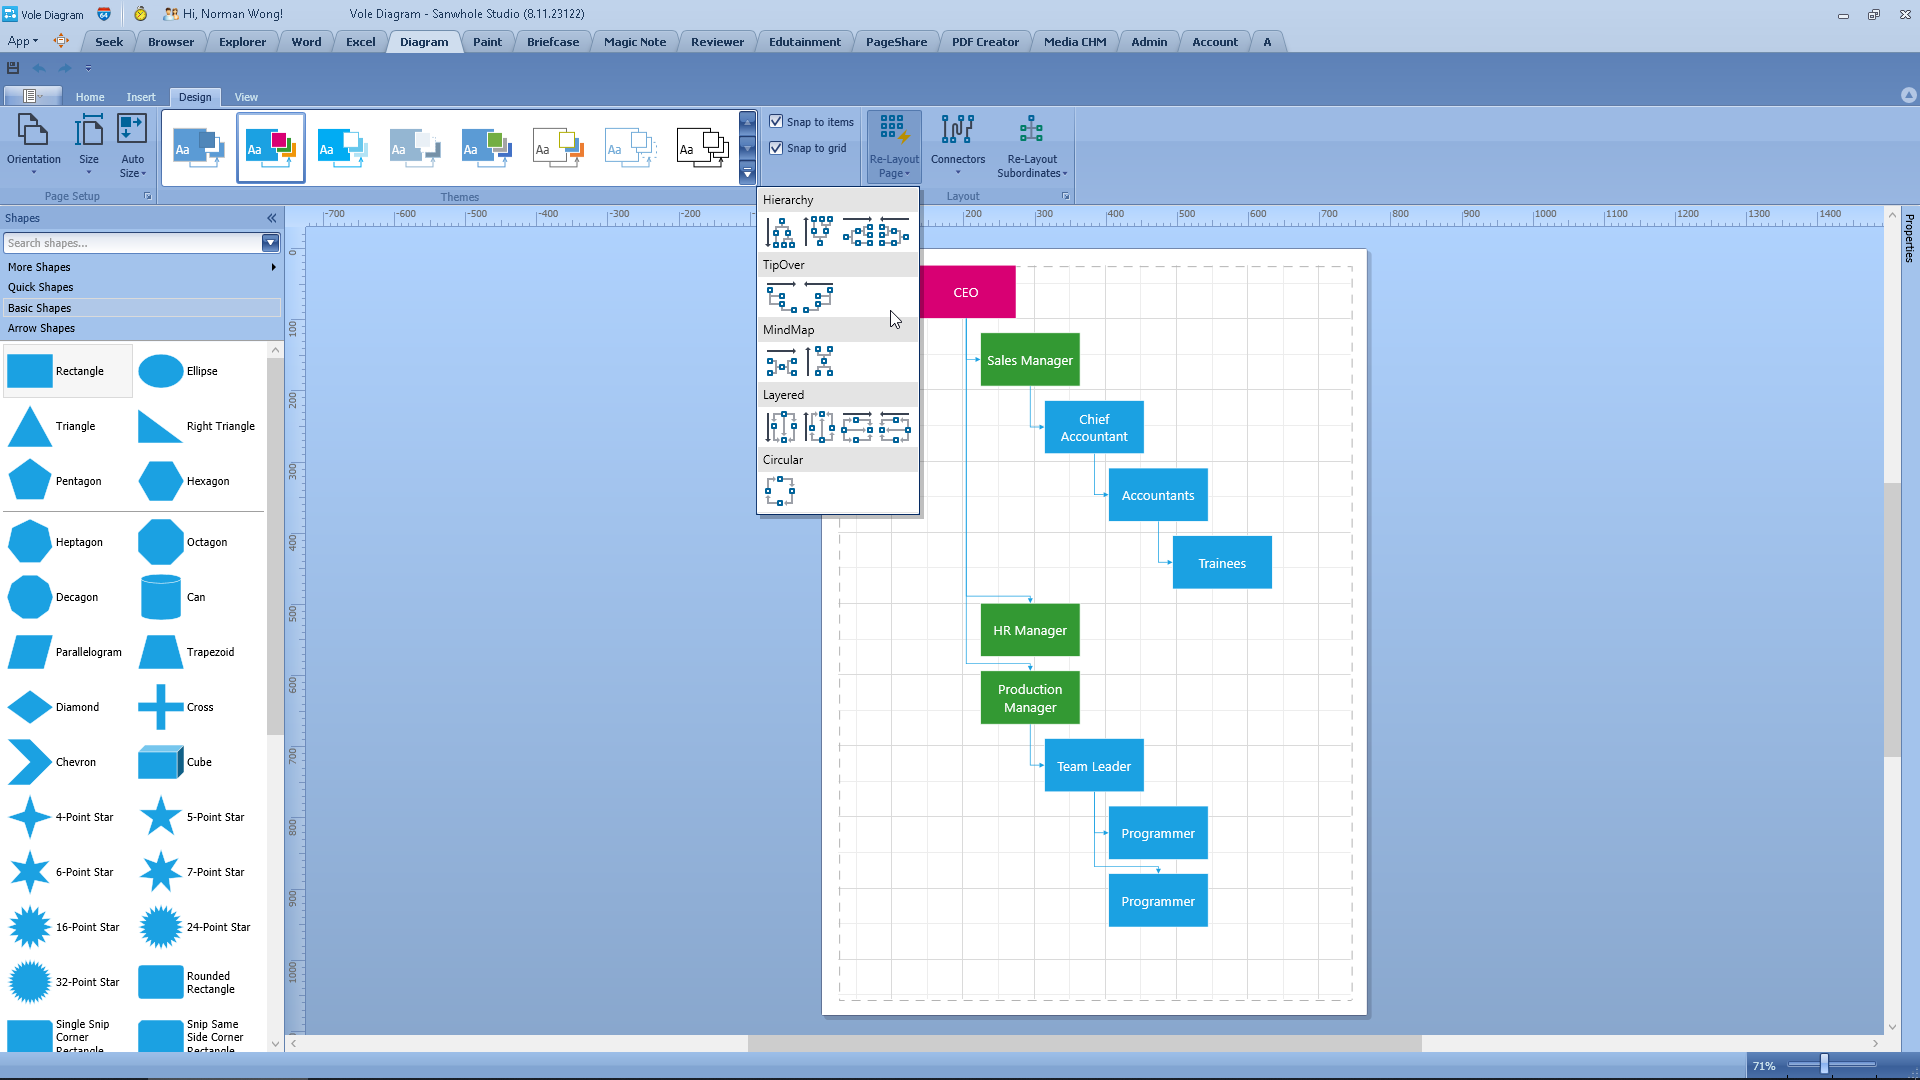 Vole Diagram
64
Hi, Norman Wong!
Vole Diagram - Sanwhole Studio (8.11.23122)
App
Seek
Browser
Explorer
Word
Excel
Diagram
Paint
Briefcase
Magic Note
Reviewer
Edutainment
PageShare
PDF Creator
Media CHM
Admin
Account
A
Home
Insert
Design
View
Orientation
Size
Auto
Size
Page Setup
Aa
Aa
Aa
Aa
Aa
Aa
Aa
Aa
Themes
Snap to items
Snap to grid
Re-Layout
Page
Connectors
Re-Layout
Subordinates
Layout
Shapes
Search shapes...
More Shapes
Quick Shapes
Basic Shapes
Arrow Shapes
Rectangle
Ellipse
Triangle
Right Triangle
Pentagon
Hexagon
Heptagon
Octagon
Decagon
Can
Parallelogram
Trapezoid
Diamond
Cross
Chevron
Cube
4-Point Star
5-Point Star
6-Point Star
7-Point Star
16-Point Star
24-Point Star
32-Point Star
Rounded
Rectangle
Single Snip
Corner
Rectangle
Snip Same
Side Corner
Rectangle
-700
-600
-500
-400
-300
-200
200
300
400
500
600
700
800
900
1000
1100
1200
1300
1400
0
100
200
300
400
500
600
700
800
900
1000
Hierarchy
TipOver
MindMap
Layered
Circular
CEO
Sales Manager
Chief
Accountant
Accountants
Trainees
HR Manager
Production
Manager
Team Leader
Programmer
Programmer
Properties
71%